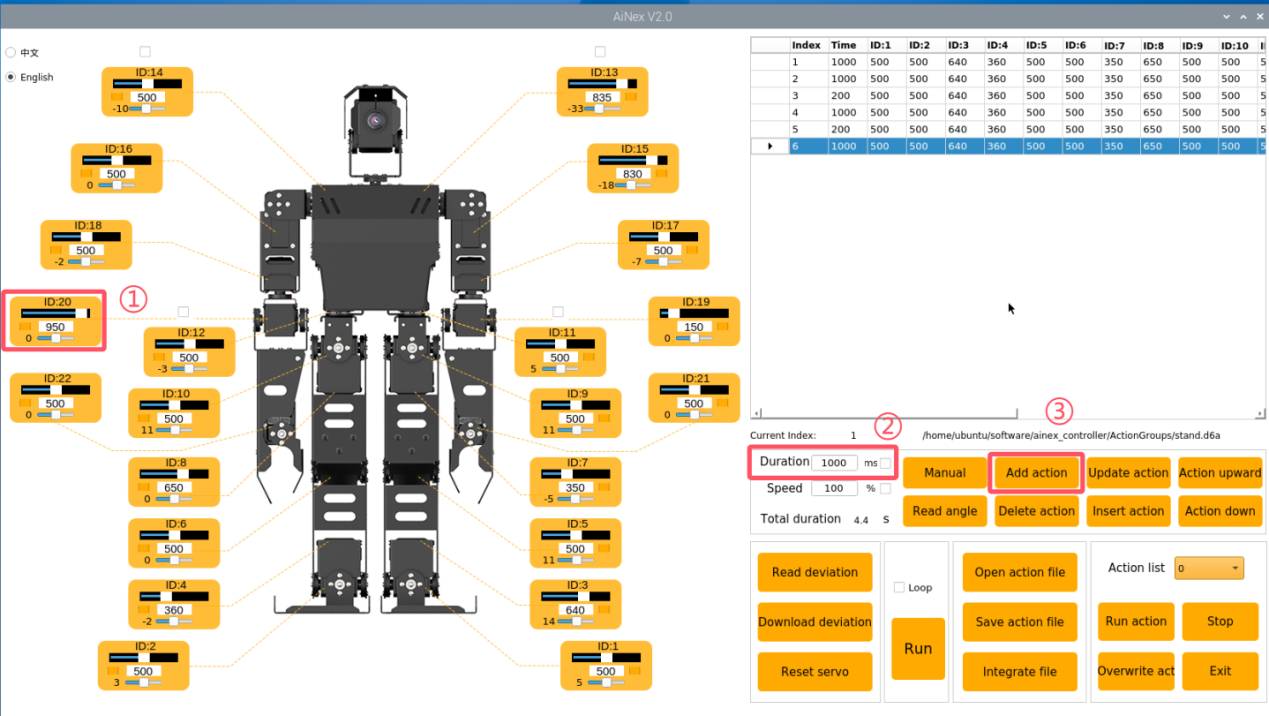 AiNex V2.0
中文
English
ID:14
500
-10
ID:13
835
-33
ID:16
500
0
ID:15
830
-18
ID:18
500
-2
ID:17
500
-7
ID:20
950
0
①
ID:19
150
0
ID:12
500
-3
ID:11
500
5
ID:22
500
0
ID:21
500
0
ID:10
500
11
ID:9
500
11
ID:8
650
0
ID:7
350
-5
ID:6
500
0
ID:5
500
11
ID:4
360
-2
ID:3
640
14
ID:2
500
3
ID:1
500
5
Index Time ID:1 ID:2 ID:3 ID:4 ID:5 ID:6 ID:7 ID:8 ID:9 ID:10
1 1000 500 500 640 360 500 500 350 650 500 500
2 1000 500 500 640 360 500 500 350 650 500 500
3 200 500 500 640 360 500 500 350 650 500 500
4 1000 500 500 640 360 500 500 350 650 500 500
5 200 500 500 640 360 500 500 350 650 500 500
6 1000 500 500 640 360 500 500 350 650 500 500
Current Index: 1 ② /home/ubuntu/software/ainex_controller/ActionGroups/stand.d6a
③
Duration 1000 ms
Speed 100 %
Total duration 4.4 S
Manual Add action Update action Action upward
Read angle Delete action Insert action Action down
Read deviation
Download deviation
Reset servo
Loop
Run
Open action file
Save action file
Integrate file
Action list 0
Run action Stop
Overwrite act Exit